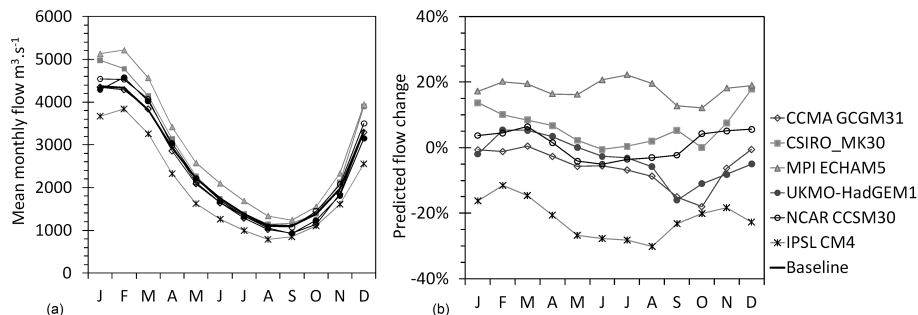 Mean monthly flow m³.s⁻¹
6000
5000
4000
3000
2000
1000
0
J F M A M J J A S O N D
(a)
Predicted flow change
40%
20%
0%
-20%
-40%
J F M A M J J A S O N D
(b)
CCMA GCGM31
CSIRO_MK30
MPI ECHAM5
UKMO-HadGEM1
NCAR CCSM30
IPSL CM4
Baseline